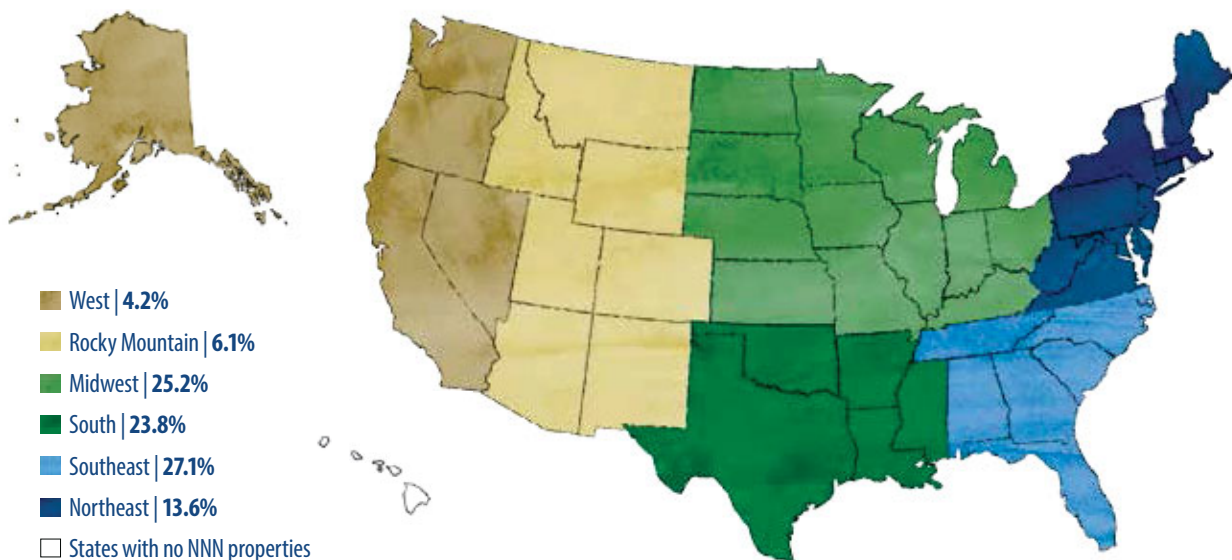 West | 4.2%
Rocky Mountain | 6.1%
Midwest | 25.2%
South | 23.8%
Southeast | 27.1%
Northeast | 13.6%
States with no NNN properties